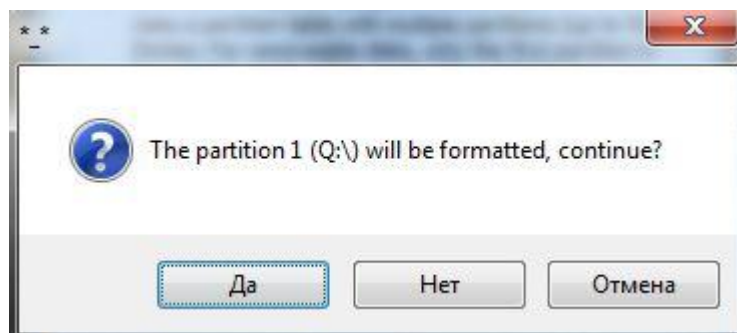 *_*
The partition 1 (Q:\) will be formatted, continue?
Да
Нет
Отмена